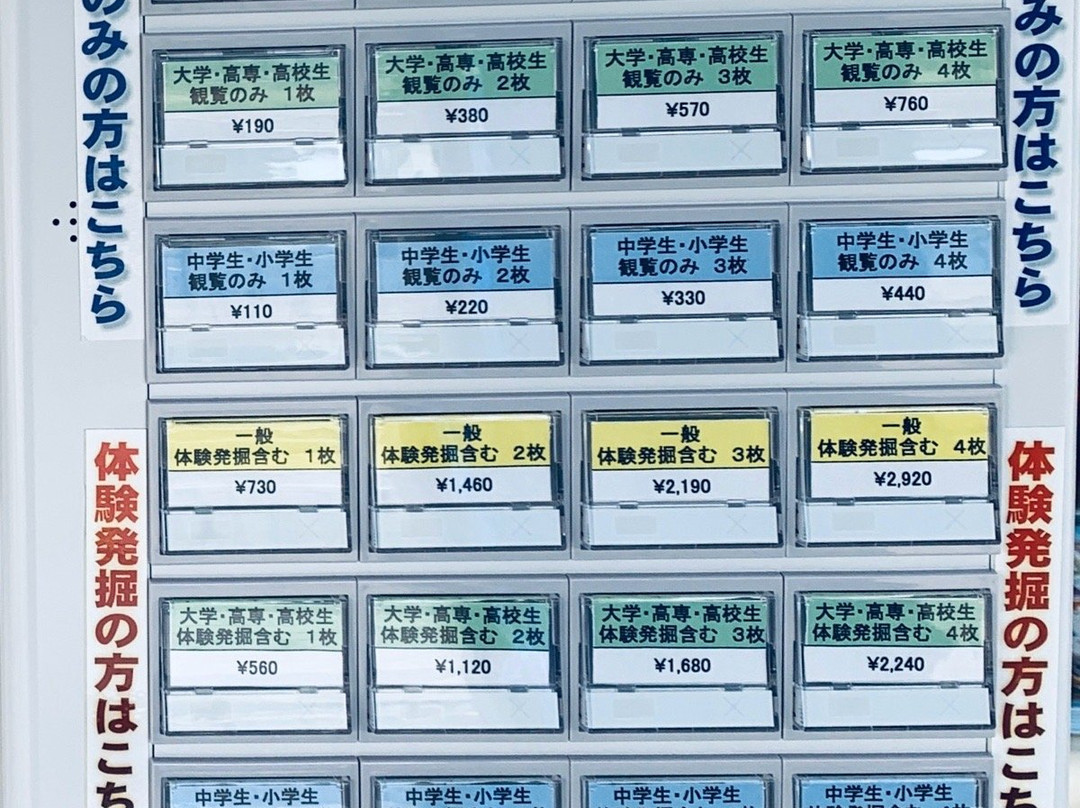 のみの方はこちら
みの方はこちら
大学・高専・高校生
観覧のみ 1枚
¥190
大学・高専・高校生
観覧のみ 2枚
¥380
大学・高専・高校生
観覧のみ 3枚
¥570
大学・高専・高校生
観覧のみ 4枚
¥760
中学生・小学生
観覧のみ 1枚
¥110
中学生・小学生
観覧のみ 2枚
¥220
中学生・小学生
観覧のみ 3枚
¥330
中学生・小学生
観覧のみ 4枚
¥440
体験発掘の方はこち
体験発掘の方はこち
一般
体験発掘含む 1枚
¥730
一般
体験発掘含む 2枚
¥1,460
一般
体験発掘含む 3枚
¥2,190
一般
体験発掘含む 4枚
¥2,920
大学・高専・高校生
体験発掘含む 1枚
¥560
大学・高専・高校生
体験発掘含む 2枚
¥1,120
大学・高専・高校生
体験発掘含む 3枚
¥1,680
大学・高専・高校生
体験発掘含む 4枚
¥2,240
中学生・小学生
中学生・小学生
中学生・小学生
中学生・小学生